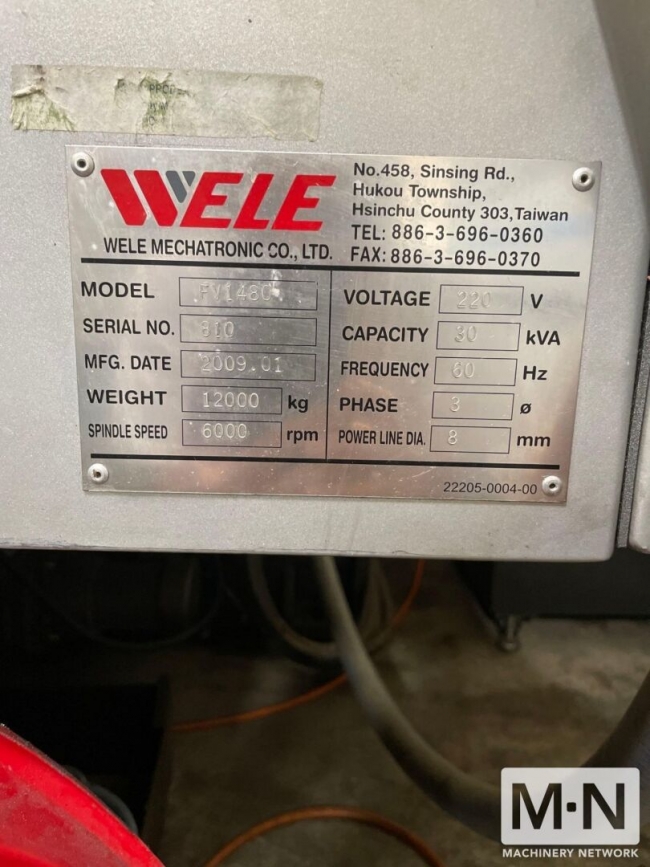 WELE
WELE MECHATRONIC CO., LTD.
No.458, Sinsing Rd.,
Hukou Township,
Hsinchu County 303,Taiwan
TEL: 886-3-696-0360
FAX: 886-3-696-0370
MODEL
SERIAL NO. 810
MFG. DATE 2009.01
WEIGHT 12000 kg
SPINDLE SPEED 6000 rpm
VOLTAGE 220 V
CAPACITY 30 kVA
FREQUENCY 60 Hz
PHASE 3 ø
POWER LINE DIA. 8 mm
22205-0004-00
M·N
MACHINERY NETWORK